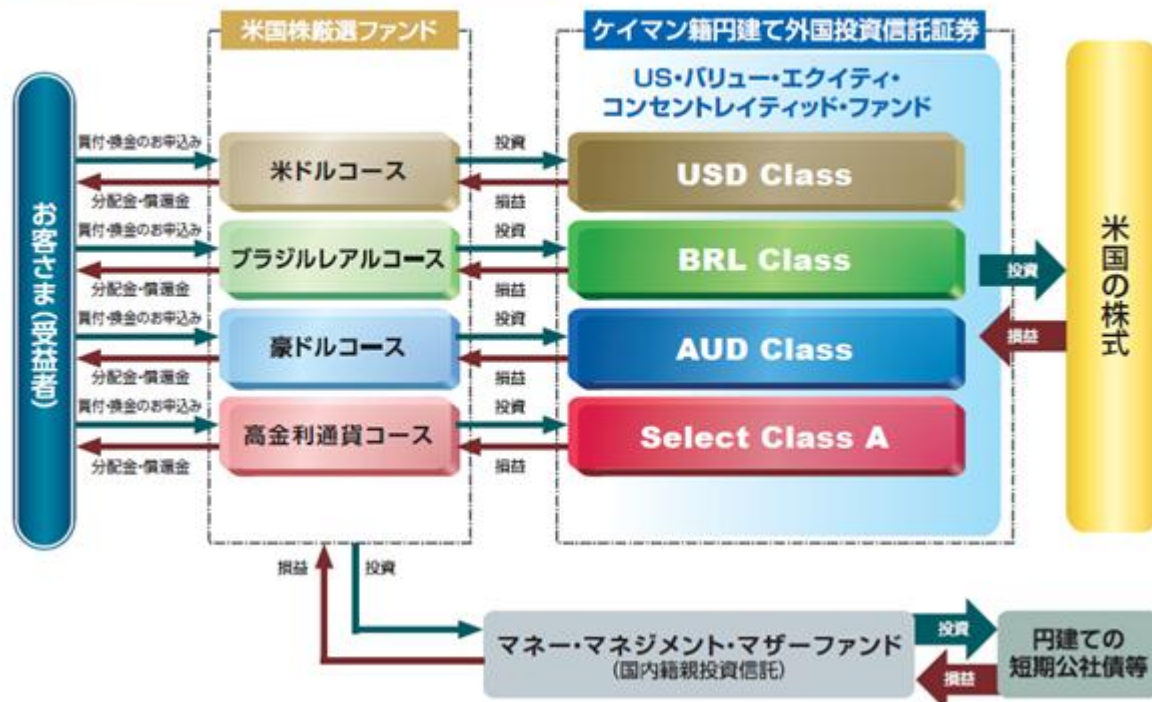 米国株厳選ファンド
ケイマン籍円建て外国投資信託証券
US・バリュー・エクイティ・
コンセントレイティッド・ファンド
お客さま(受益者)
買付・換金のお申込み
分配金・償還金
米ドルコース
投資
損益
USD Class
買付・換金のお申込み
分配金・償還金
ブラジルレアルコース
投資
損益
BRL Class
買付・換金のお申込み
分配金・償還金
豪ドルコース
投資
損益
AUD Class
買付・換金のお申込み
分配金・償還金
高金利通貨コース
投資
損益
Select Class A
投資
損益
米国の株式
損益
投資
マネー・マネジメント・マザーファンド
(国内籍親投資信託)
投資
損益
円建ての
短期公社債等